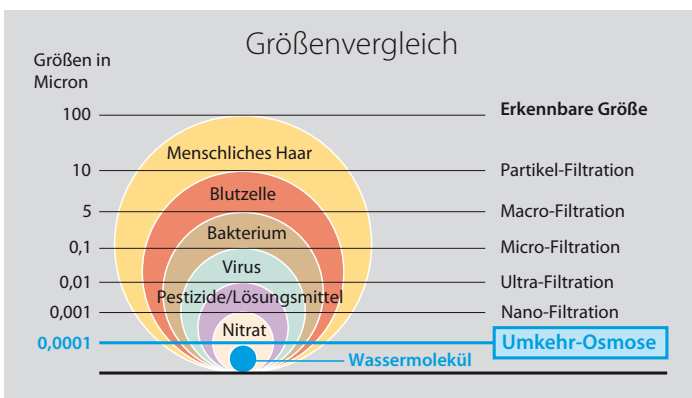 Größenvergleich
Größen in
Micron
100 Erkennbare Größe
Menschliches Haar
10 Partikel-Filtration
Blutzelle
5 Macro-Filtration
Bakterium
0,1 Micro-Filtration
Virus
0,01 Ultra-Filtration
Pestizide/Lösungsmittel
0,001 Nano-Filtration
Nitrat
0,0001 Umkehr-Osmose
Wassermolekül